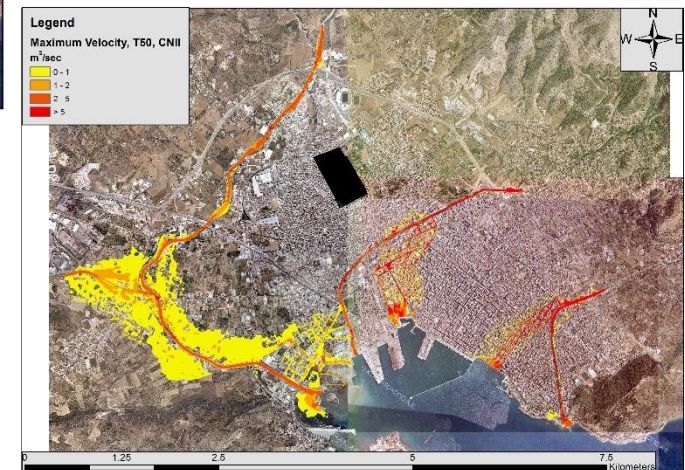 Legend
Maximum Velocity, T50, CNII
m³/sec
0 - 1
1 - 2
2 - 5
> 5
N
W E
S
0 1.25 2.5 5 7.5
Kilometers